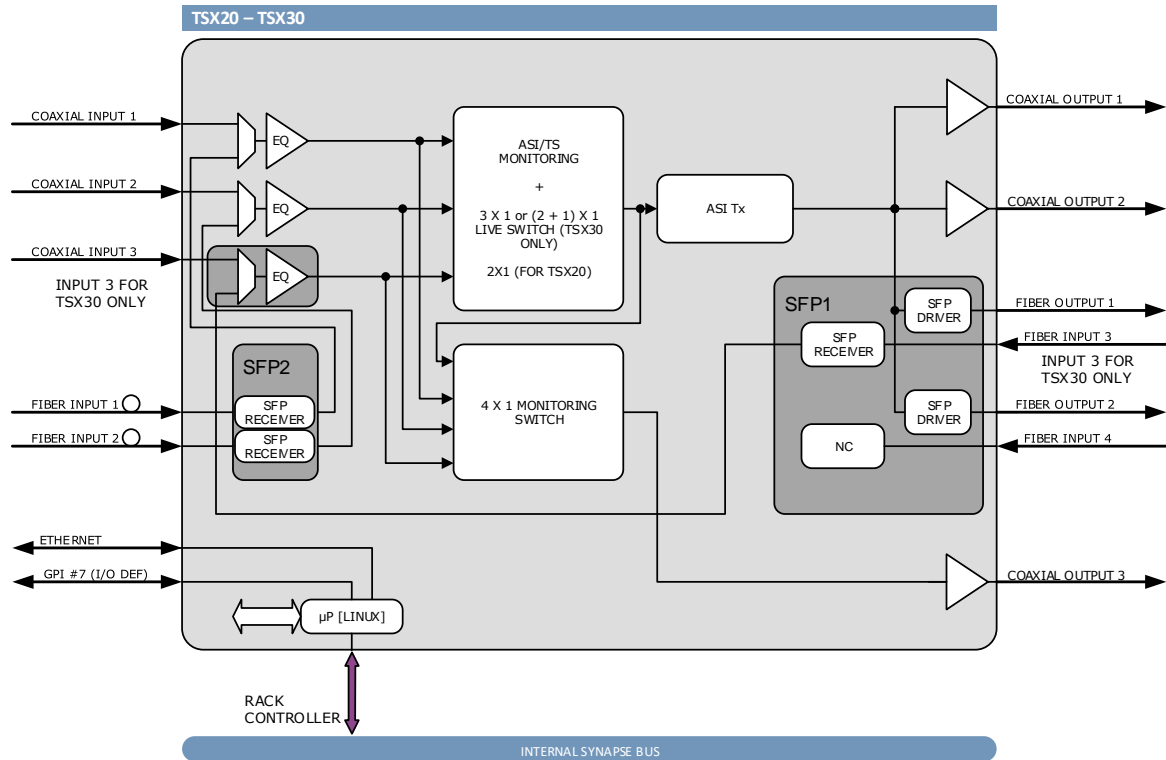 TSX20 – TSX30
COAXIAL INPUT 1
COAXIAL INPUT 2
COAXIAL INPUT 3
INPUT 3 FOR
TSX30 ONLY
EQ
EQ
EQ
ASI/TS
MONITORING
+
3 X 1 or (2 + 1) X 1
LIVE SWITCH (TSX30
ONLY)
2X1 (FOR TSX20)
ASI Tx
COAXIAL OUTPUT 1
COAXIAL OUTPUT 2
SFP1
SFP
DRIVER
SFP
RECEIVER
SFP
DRIVER
NC
FIBER OUTPUT 1
FIBER INPUT 3
INPUT 3 FOR
TSX30 ONLY
FIBER OUTPUT 2
FIBER INPUT 4
SFP2
SFP
RECEIVER
SFP
RECEIVER
FIBER INPUT 1
FIBER INPUT 2
4 X 1 MONITORING
SWITCH
ETHERNET
GPI #7 (I/O DEF)
µP [LINUX]
COAXIAL OUTPUT 3
RACK
CONTROLLER
INTERNAL SYNAPSE BUS